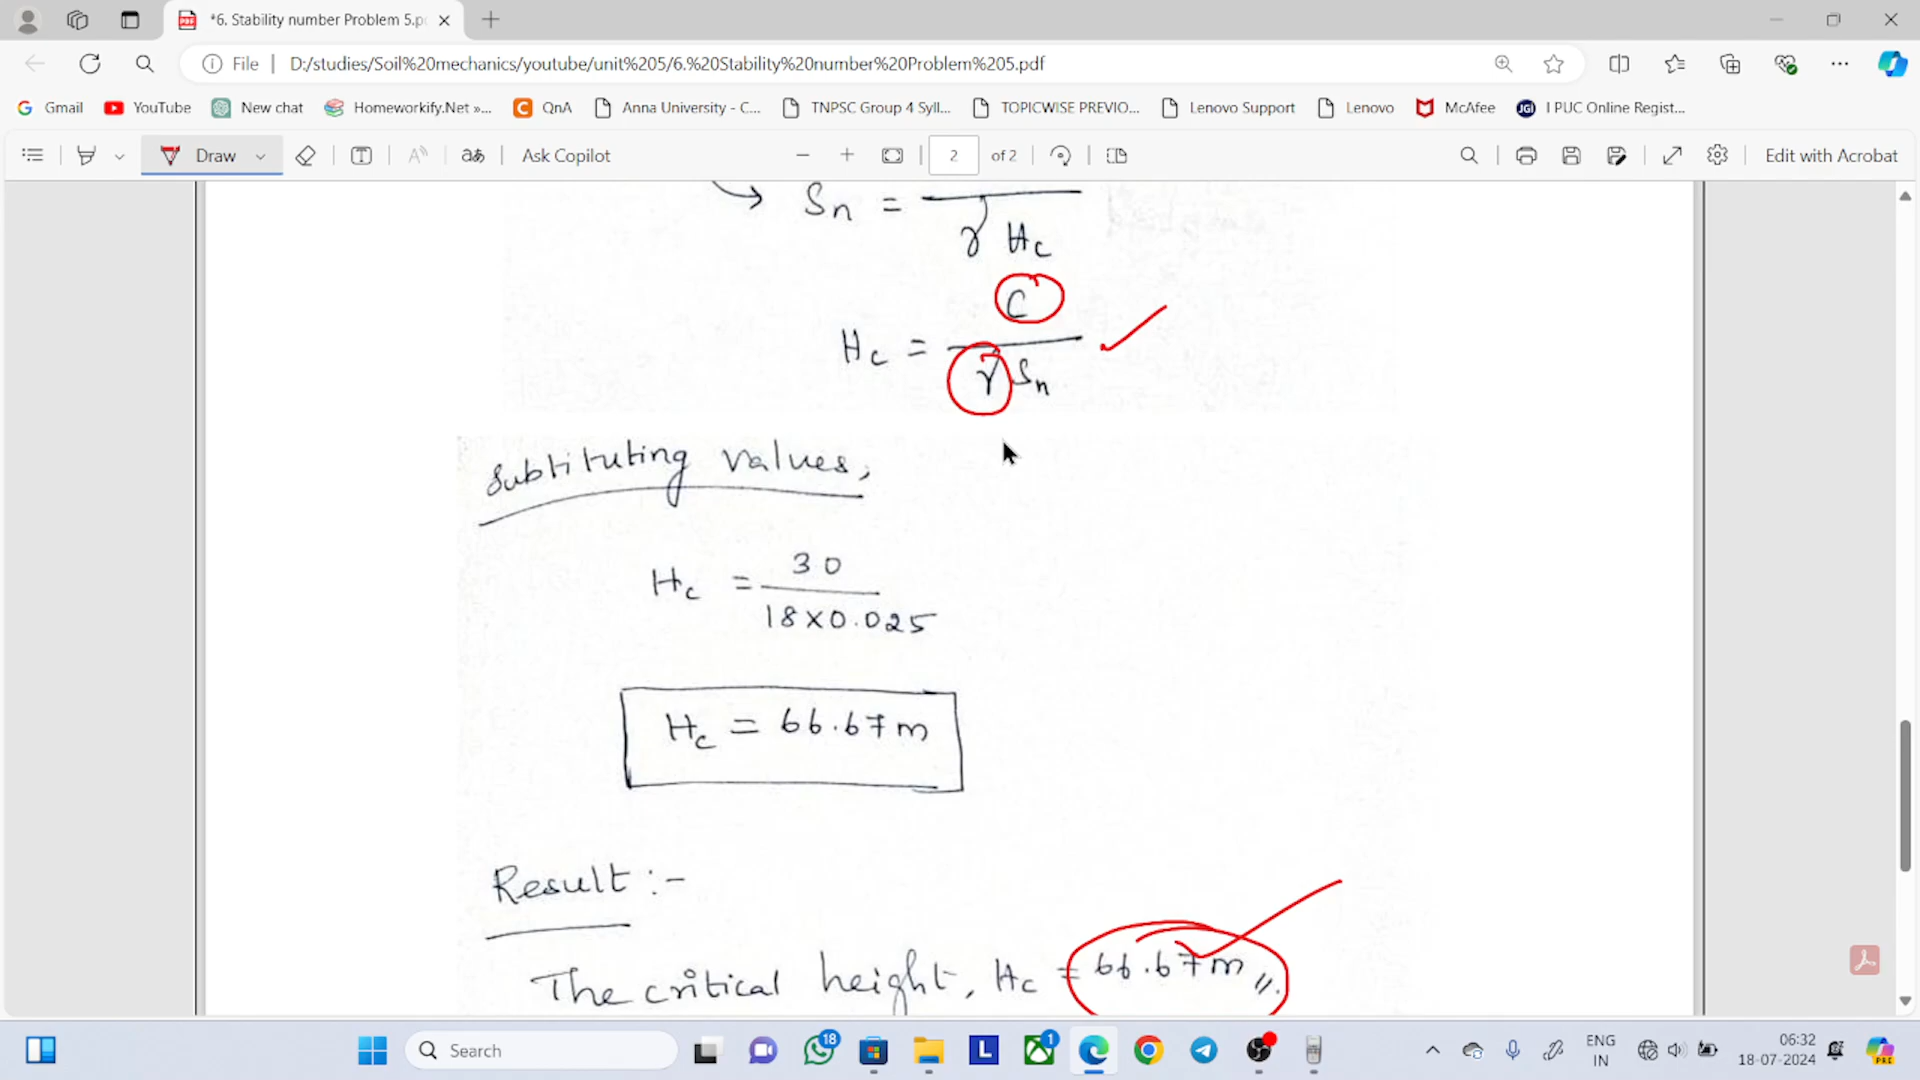 *6. Stability number Problem 5.p
File
D:/studies/Soil%20mechanics/youtube/unit%205/6.%20Stability%20number%20Problem%205.pdf
Gmail
YouTube
New chat
Homeworkify.Net »...
QnA
Anna University - C...
TNPSC Group 4 Syll...
TOPICWISE PREVIO...
Lenovo Support
Lenovo
McAfee
I PUC Online Regist...
Draw
Ask Copilot
2
of 2
Edit with Acrobat
Sn =
γ Hc
C
Hc =
γ Sn
Subtituting values,
30
Hc =
18×0.025
Hc = 66.67m
Result :-
The critical height, Hc = 66.67m //.
Search
18
L
1
ENG
IN
06:32
18-07-2024
PRE